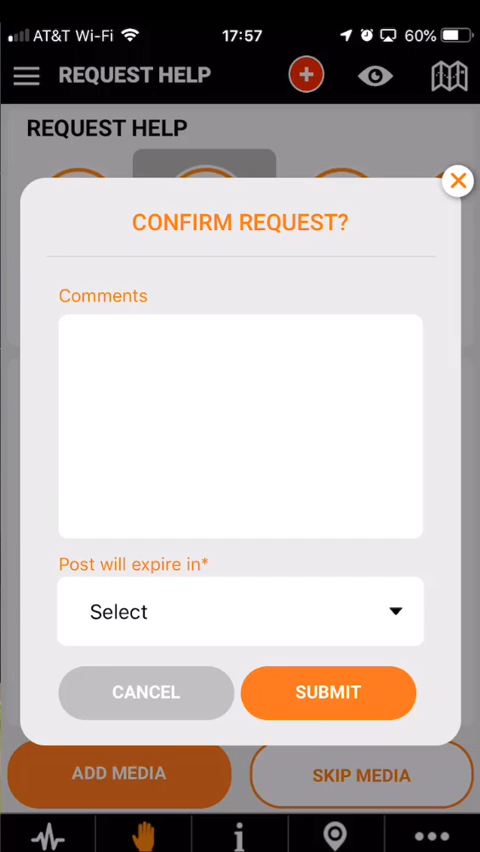 AT&T Wi-Fi 17:57 60%
REQUEST HELP
REQUEST HELP
CONFIRM REQUEST?
Comments
Post will expire in*
Select
CANCEL SUBMIT
ADD MEDIA SKIP MEDIA